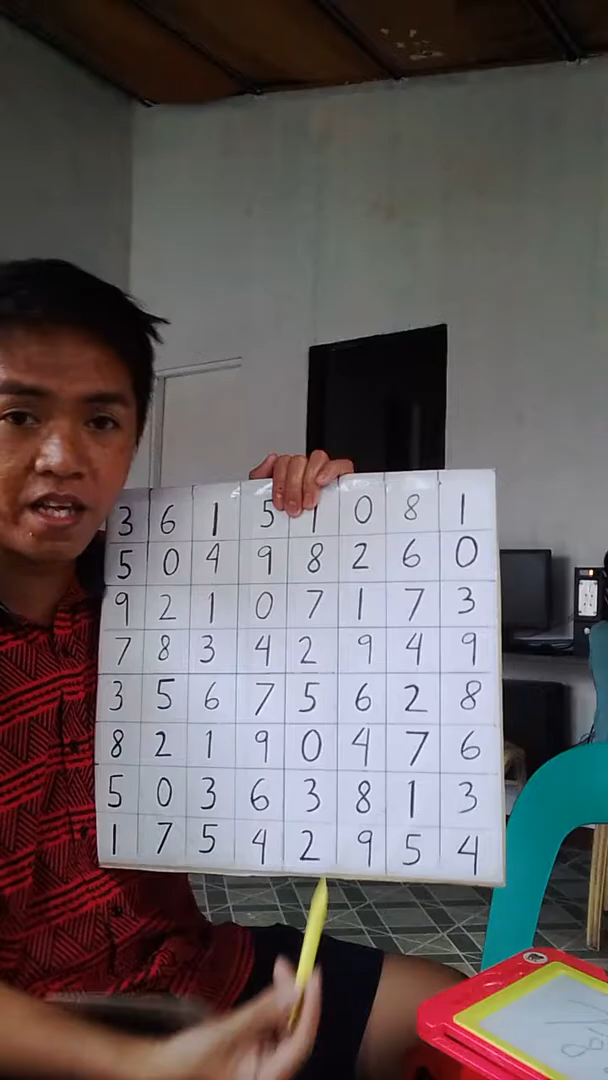 3 6 1 5 1 0 8 1
5 0 4 9 8 2 6 0
9 2 1 0 7 1 7 3
7 8 3 4 2 9 4 9
3 5 6 7 5 6 2 8
8 2 1 9 0 4 7 6
5 0 3 6 3 8 1 3
1 7 5 4 2 9 5 4